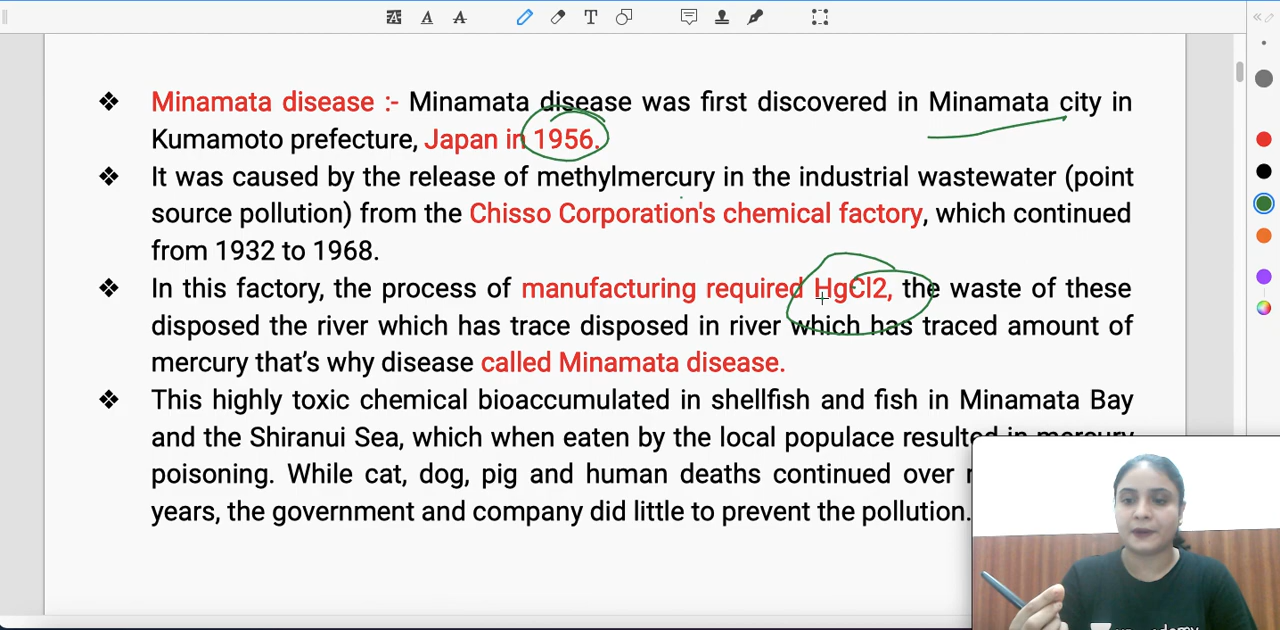 ❖ Minamata disease :- Minamata disease was first discovered in Minamata city in
Kumamoto prefecture, Japan in 1956.
❖ It was caused by the release of methylmercury in the industrial wastewater (point
source pollution) from the Chisso Corporation's chemical factory, which continued
from 1932 to 1968.
❖ In this factory, the process of manufacturing required HgCl2, the waste of these
disposed the river which has trace disposed in river which has traced amount of
mercury that's why disease called Minamata disease.
❖ This highly toxic chemical bioaccumulated in shellfish and fish in Minamata Bay
and the Shiranui Sea, which when eaten by the local populace resulted in mercury
poisoning. While cat, dog, pig and human deaths continued over
years, the government and company did little to prevent the pollution.